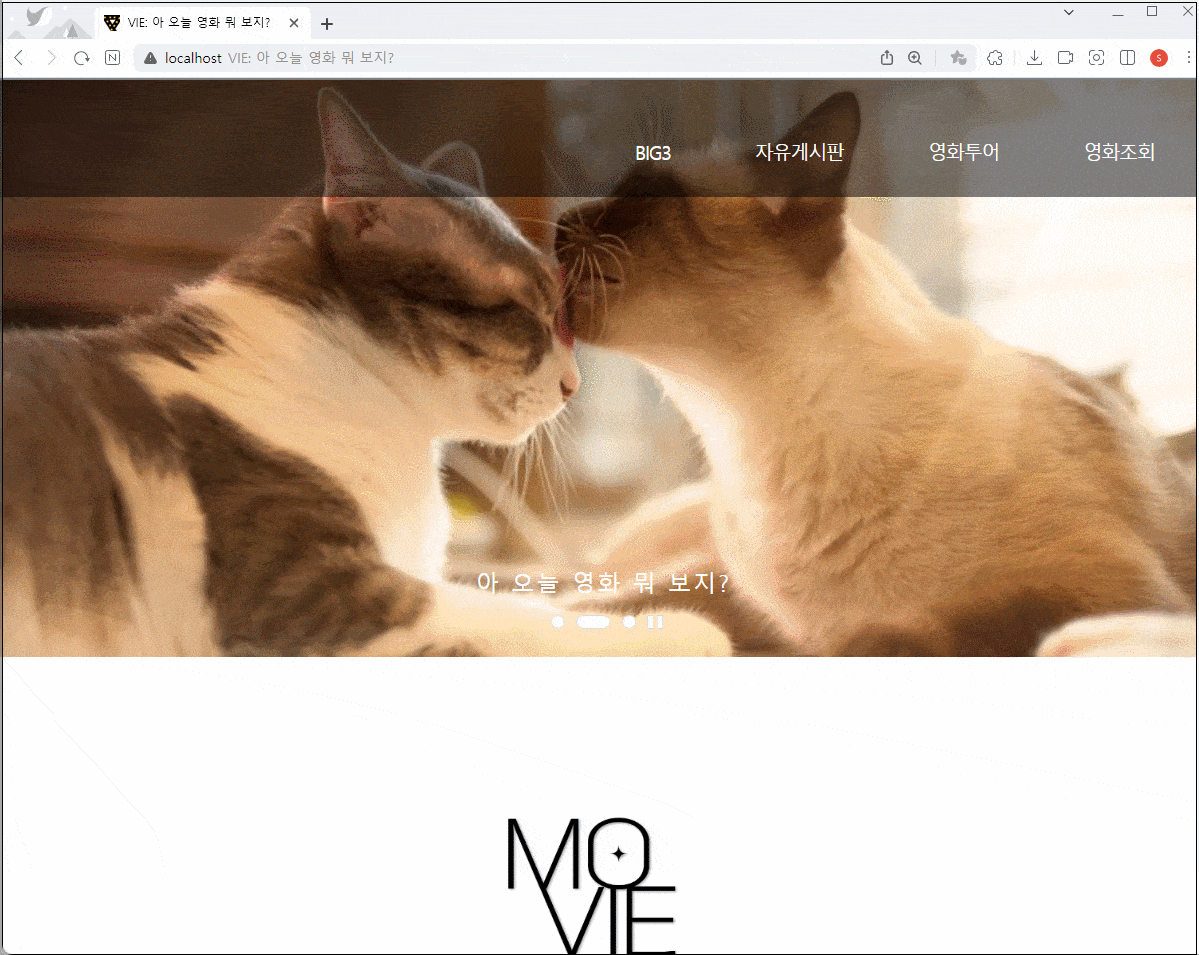 VIE: 아 오늘 영화 뭐 보지?
localhost VIE: 아 오늘 영화 뭐 보지?
S
BIG3 자유게시판 영화투어 영화조회
아 오늘 영화 뭐 보지?
MO
VIE